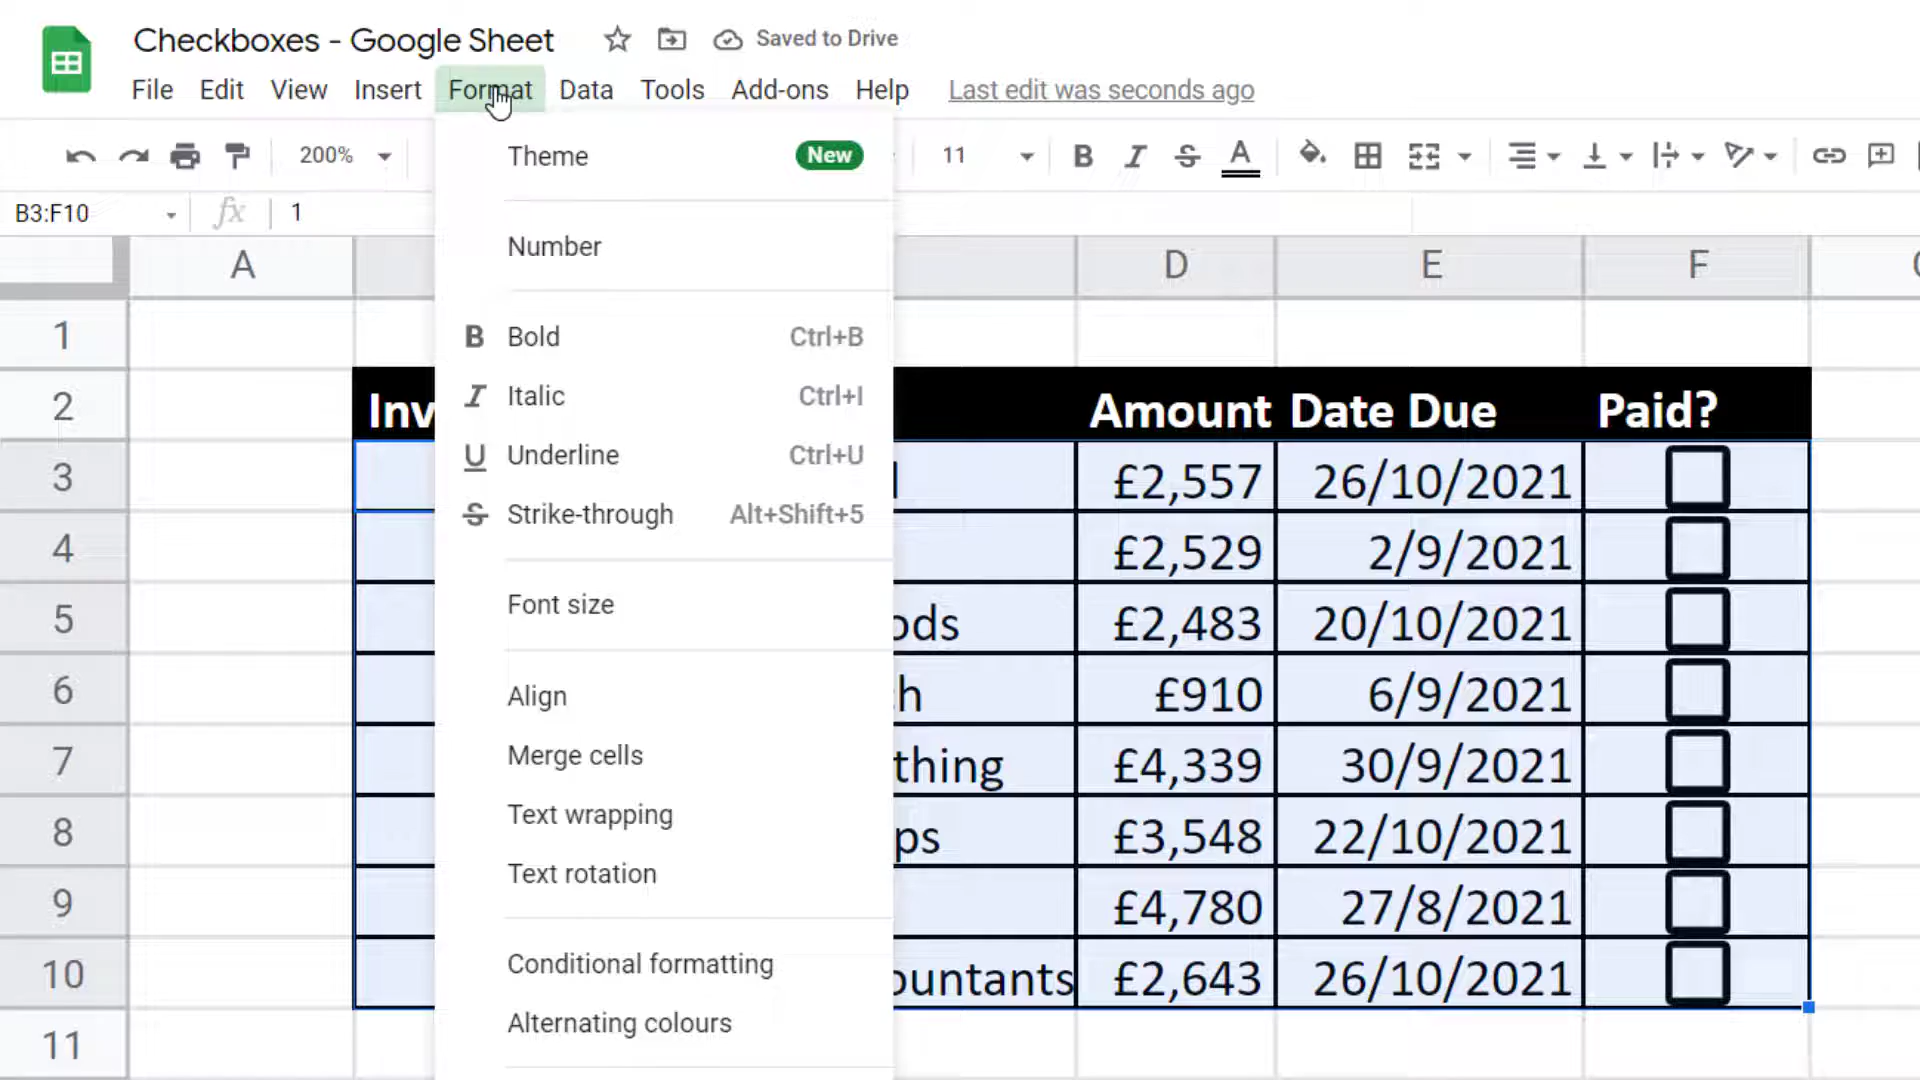 Checkboxes - Google Sheet Saved to Drive
File Edit View Insert Format Data Tools Add-ons Help Last edit was seconds ago
200% 11 B I S A
B3:F10 fx 1
A D E F
Theme New
Number
B Bold Ctrl+B
I Italic Ctrl+I
U Underline Ctrl+U
S Strike-through Alt+Shift+5
Font size
Align
Merge cells
Text wrapping
Text rotation
Conditional formatting
Alternating colours
1
2 Inv Amount Date Due Paid?
3 £2,557 26/10/2021
4 £2,529 2/9/2021
5 ods £2,483 20/10/2021
6 h £910 6/9/2021
7 thing £4,339 30/9/2021
8 ps £3,548 22/10/2021
9 £4,780 27/8/2021
10 ountants £2,643 26/10/2021
11